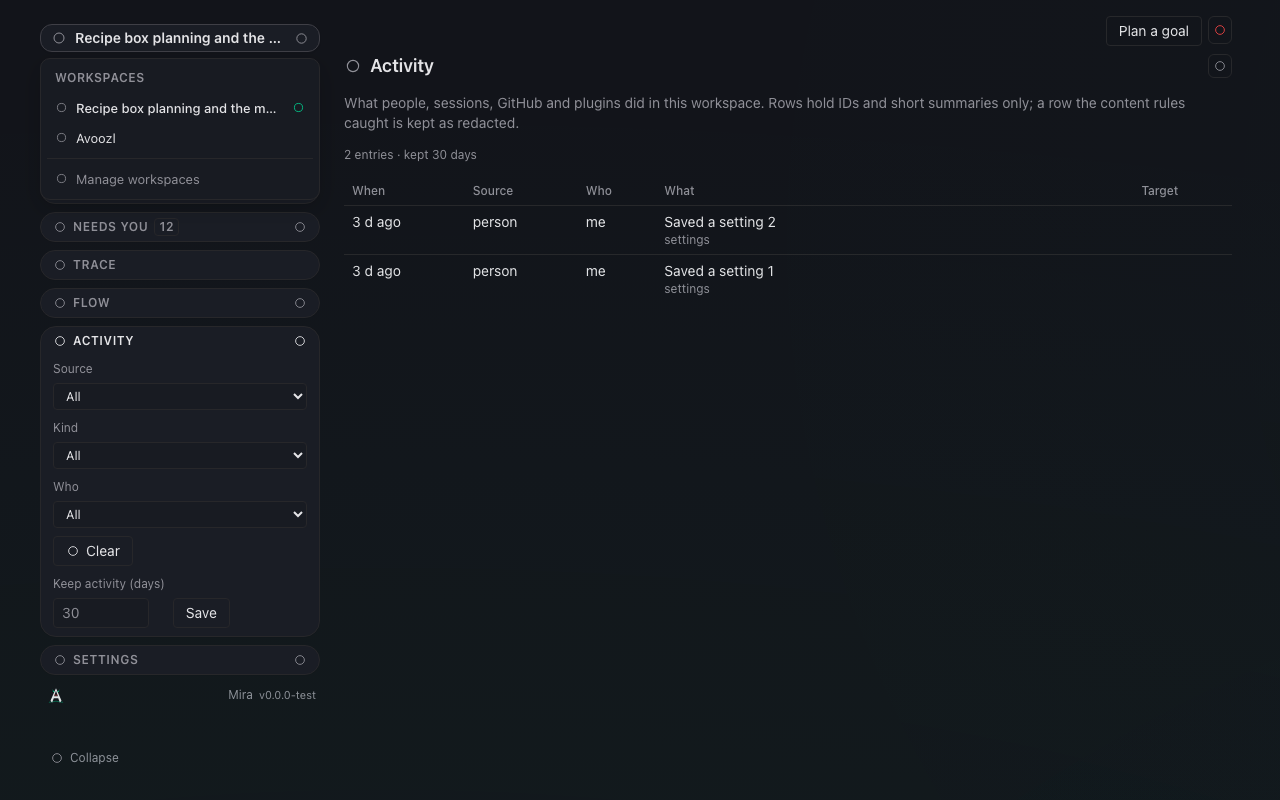 Recipe box planning and the ...
WORKSPACES
Recipe box planning and the m...
Avoozl
Manage workspaces
NEEDS YOU 12
TRACE
FLOW
ACTIVITY
Source
All
Kind
All
Who
All
Clear
Keep activity (days)
30 Save
SETTINGS
A Mira v0.0.0-test
Collapse
Plan a goal
Activity
What people, sessions, GitHub and plugins did in this workspace. Rows hold IDs and short summaries only; a row the content rules
caught is kept as redacted.
2 entries · kept 30 days
When Source Who What Target
3 d ago person me Saved a setting 2
settings
3 d ago person me Saved a setting 1
settings